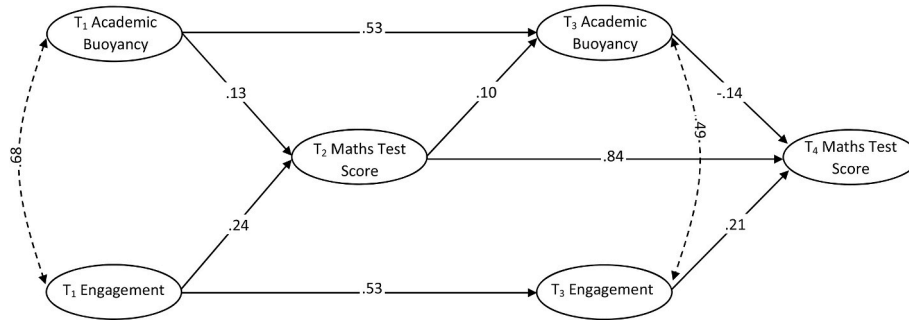 T₁ Academic
Buoyancy
.53
T₃ Academic
Buoyancy
.13
.10
-.14
.68
T₂ Maths Test
Score
.84
.49
T₄ Maths Test
Score
.24
.21
T₁ Engagement
.53
T₃ Engagement